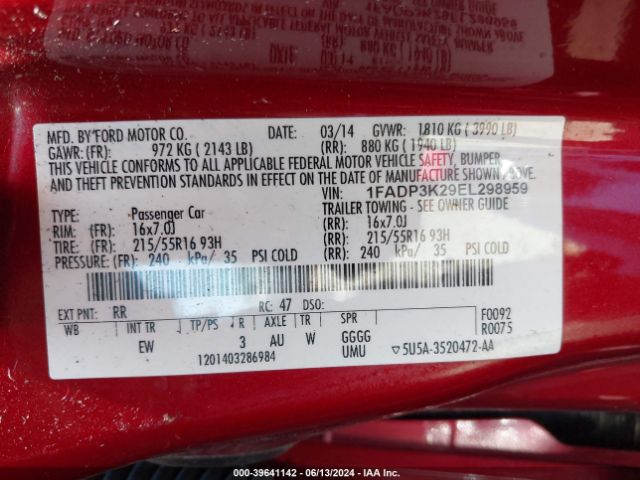 MFD. BY FORD MOTOR CO. DATE: 03/14 GVWR: 1810 KG ( 3990 LB)
GAWR: (FR): 972 KG ( 2143 LB) (RR): 880 KG ( 1940 LB)
THIS VEHICLE CONFORMS TO ALL APPLICABLE FEDERAL MOTOR VEHICLE SAFETY, BUMPER
AND THEFT PREVENTION STANDARDS IN EFFECT ON THE DATE OF MANUFACTURE SHOWN ABOVE.
VIN: 1FADP3K29EL298959
TYPE: Passenger Car TRAILER TOWING - SEE OWNER GUIDE
RIM: (FR): 16x7.0J (RR): 16x7.0J
TIRE: (FR): 215/55R16 93H (RR): 215/55R16 93H
PRESSURE: (FR): 240 kPa/ 35 PSI COLD (RR): 240 kPa/ 35 PSI COLD
EXT PNT: RR RC: 47 DSO: F0092
WB INT TR TP/PS R AXLE TR SPR R0075
EW 3 AU W GGGG
1201403286984 UMU ▽5U5A-3520472-AA
000-39641142 - 06/13/2024 - IAA Inc.